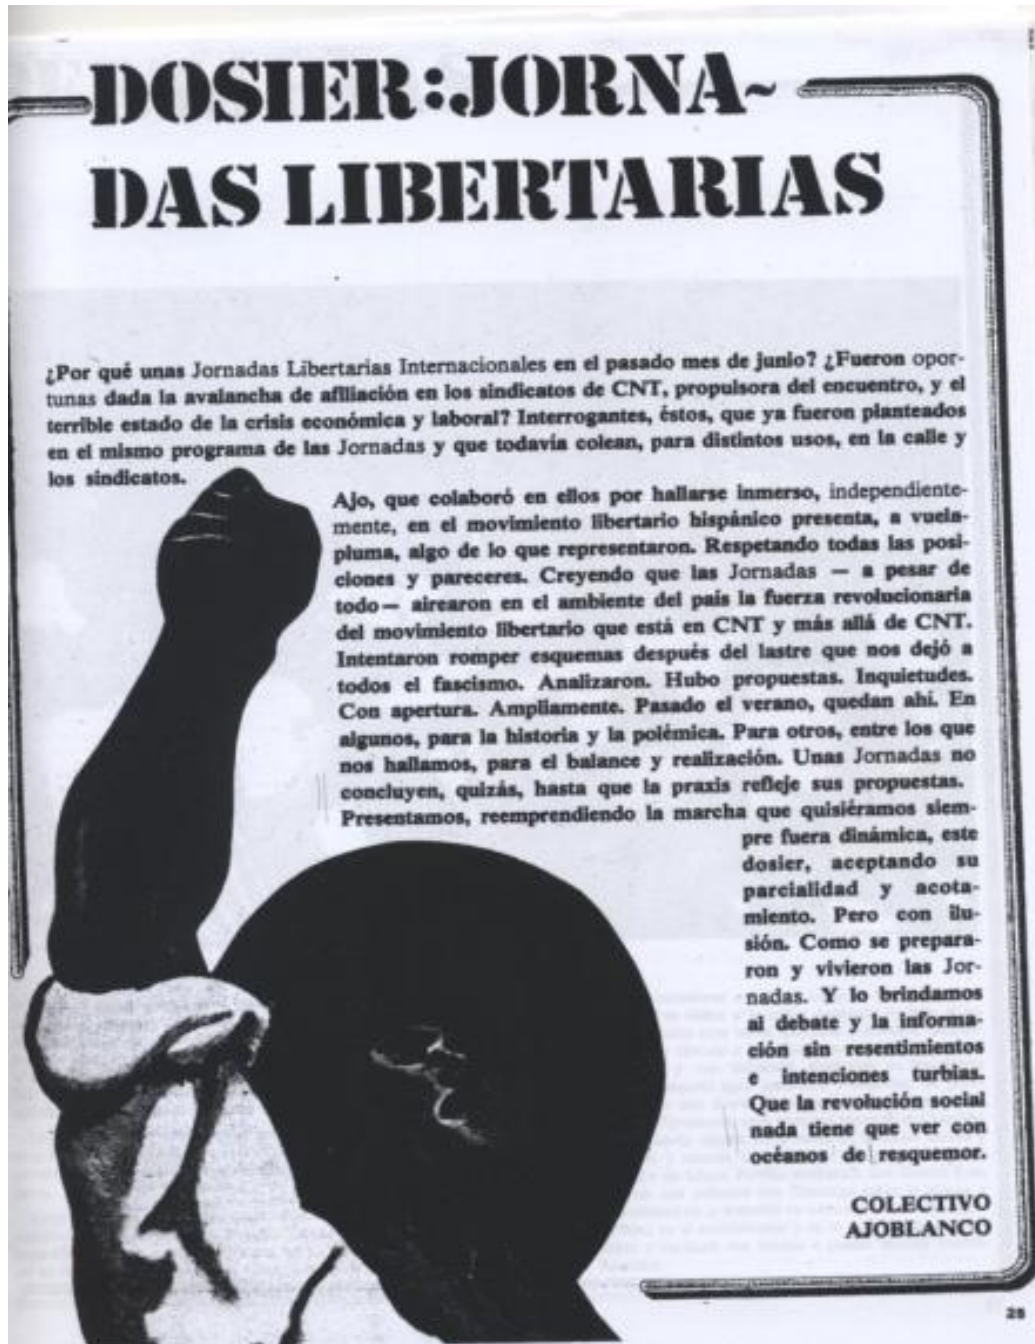 DOSIER:JORNA-
DAS LIBERTARIAS
¿Por qué unas Jornadas Libertarias Internacionales en el pasado mes de junio? ¿Fueron opor-
tunas dada la avalancha de afiliación en los sindicatos de CNT, propulsora del encuentro, y el
terrible estado de la crisis económica y laboral? Interrogantes, éstos, que ya fueron planteados
en el mismo programa de las Jornadas y que todavía colean, para distintos usos, en la calle y
los sindicatos.
Ajo, que colaboró en ellos por hallarse inmerso, independiente-
mente, en el movimiento libertario hispánico presenta, a vuela-
pluma, algo de lo que representaron. Respetando todas las posi-
ciones y pareceres. Creyendo que las Jornadas — a pesar de
todo — airearon en el ambiente del país la fuerza revolucionaria
del movimiento libertario que está en CNT y más allá de CNT.
Intentaron romper esquemas después del lastre que nos dejó a
todos el fascismo. Analizaron. Hubo propuestas. Inquietudes.
Con apertura. Ampliamente. Pasado el verano, quedan ahí. En
algunos, para la historia y la polémica. Para otros, entre los que
nos hallamos, para el balance y realización. Unas Jornadas no
concluyen, quizás, hasta que la praxis refleje sus propuestas.
Presentamos, reemprendiendo la marcha que quisiéramos siem-
pre fuera dinámica, este
dosier, aceptando su
parcialidad y acota-
miento. Pero con ilu-
sión. Como se prepara-
ron y vivieron las Jor-
nadas. Y lo brindamos
al debate y la informa-
ción sin resentimientos
e intenciones turbias.
Que la revolución social
nada tiene que ver con
océanos de resquemor.
COLECTIVO
AJOBLANCO
25